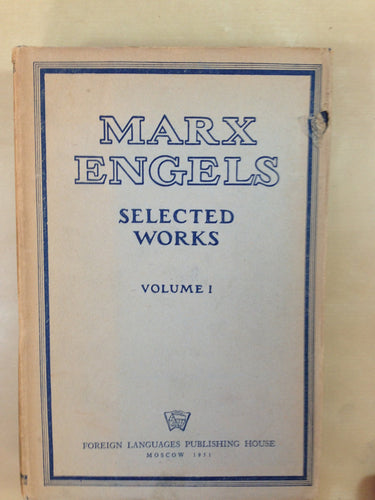 MARX
ENGELS
SELECTED
WORKS
VOLUME I
FOREIGN LANGUAGES PUBLISHING HOUSE
MOSCOW 1951